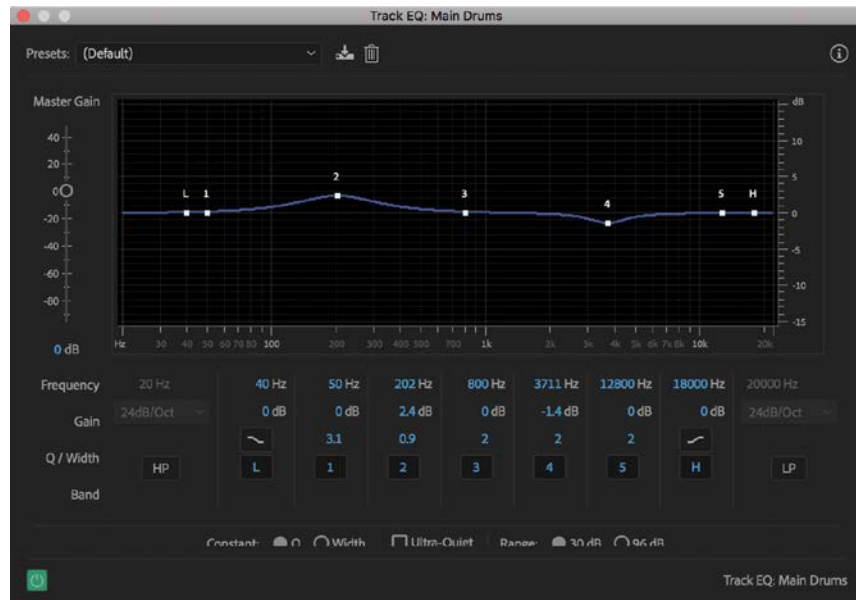 Track EQ: Main Drums
Presets: (Default)
Master Gain
dB
40
20
0
-20
-40
-60
-80
0 dB
L 1 2 3 4 5 H
10
5
0
-5
-10
-15
Hz 30 40 50 60 70 80 100 200 300 400 500 700 1k 2k 3k 4k 5k 6k 7k 8k 10k 20k
Frequency 20 Hz 40 Hz 50 Hz 202 Hz 800 Hz 3711 Hz 12800 Hz 18000 Hz 20000 Hz
Gain 24dB/Oct 0 dB 0 dB 2.4 dB 0 dB -1.4 dB 0 dB 0 dB 24dB/Oct
Q / Width 3.1 0.9 2 2 2
Band HP L 1 2 3 4 5 H LP
Constant: Q Width Ultra-Quiet Range: 30 dB 96 dB
Track EQ: Main Drums